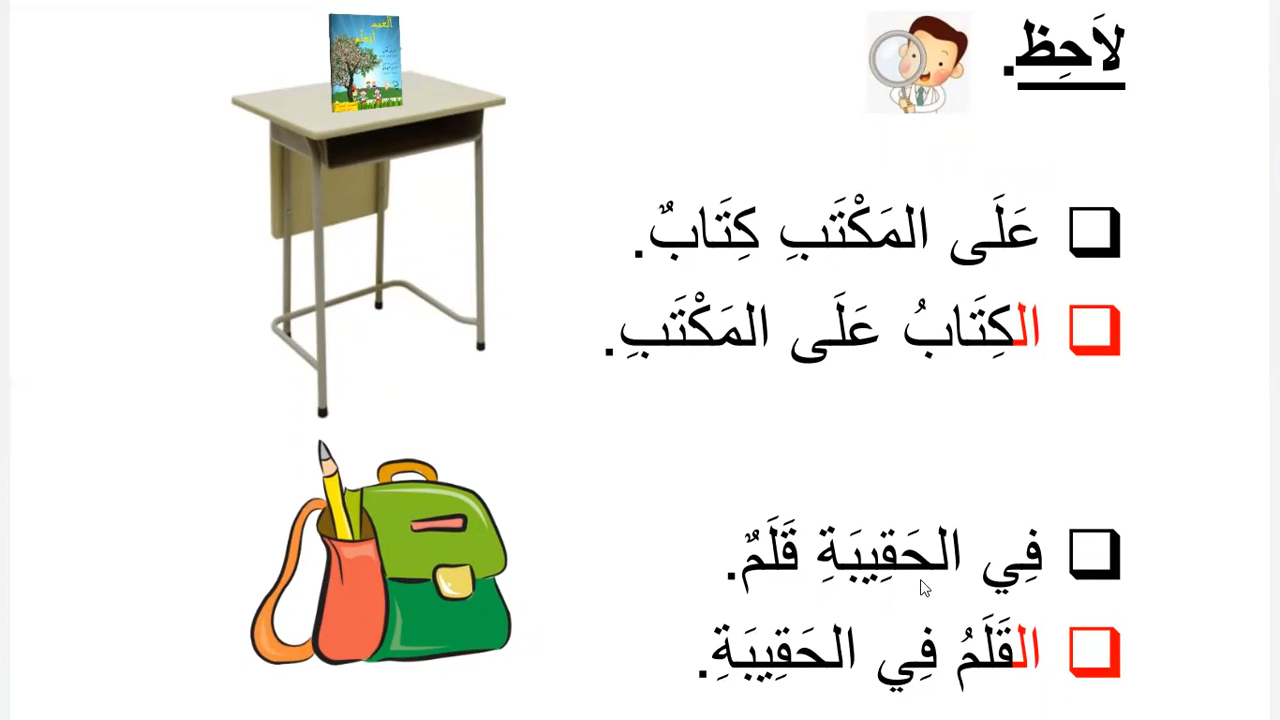 لاَحِظ.
عَلَى المَكْتَبِ كِتَابٌ.
الكِتَابُ عَلَى المَكْتَبِ.
فِي الحَقِيبَةِ قَلَمٌ.
القَلَمُ فِي الحَقِيبَةِ.